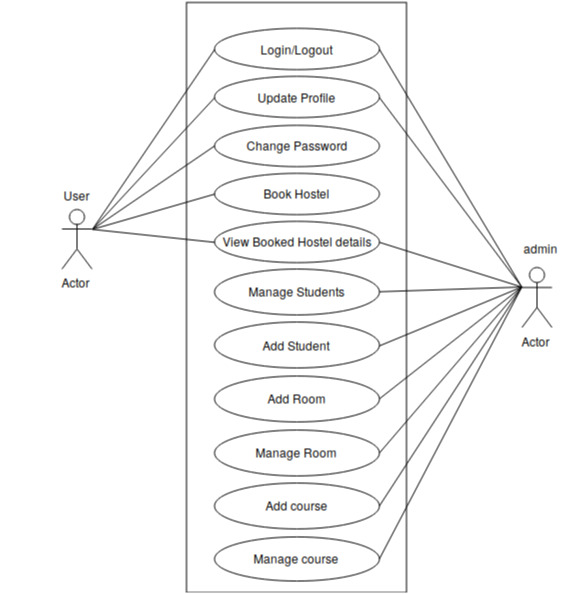 Login/Logout
Update Profile
Change Password
Book Hostel
User
View Booked Hostel details
admin
Actor
Manage Students
Add Student
Actor
Add Room
Manage Room
Add course
Manage course